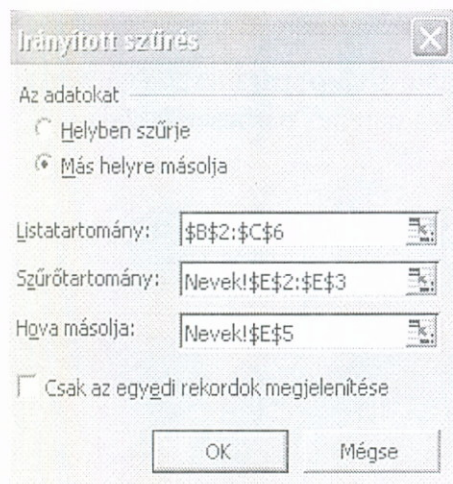 Irányított szűrés
Az adatokat
Helyben szűrje
Más helyre másolja
Listatartomány: $B$2:$C$6
Szűrőtartomány: Nevek!$E$2:$E$3
Hova másolja: Nevek!$E$5
Csak az egyedi rekordok megjelenítése
OK Mégse